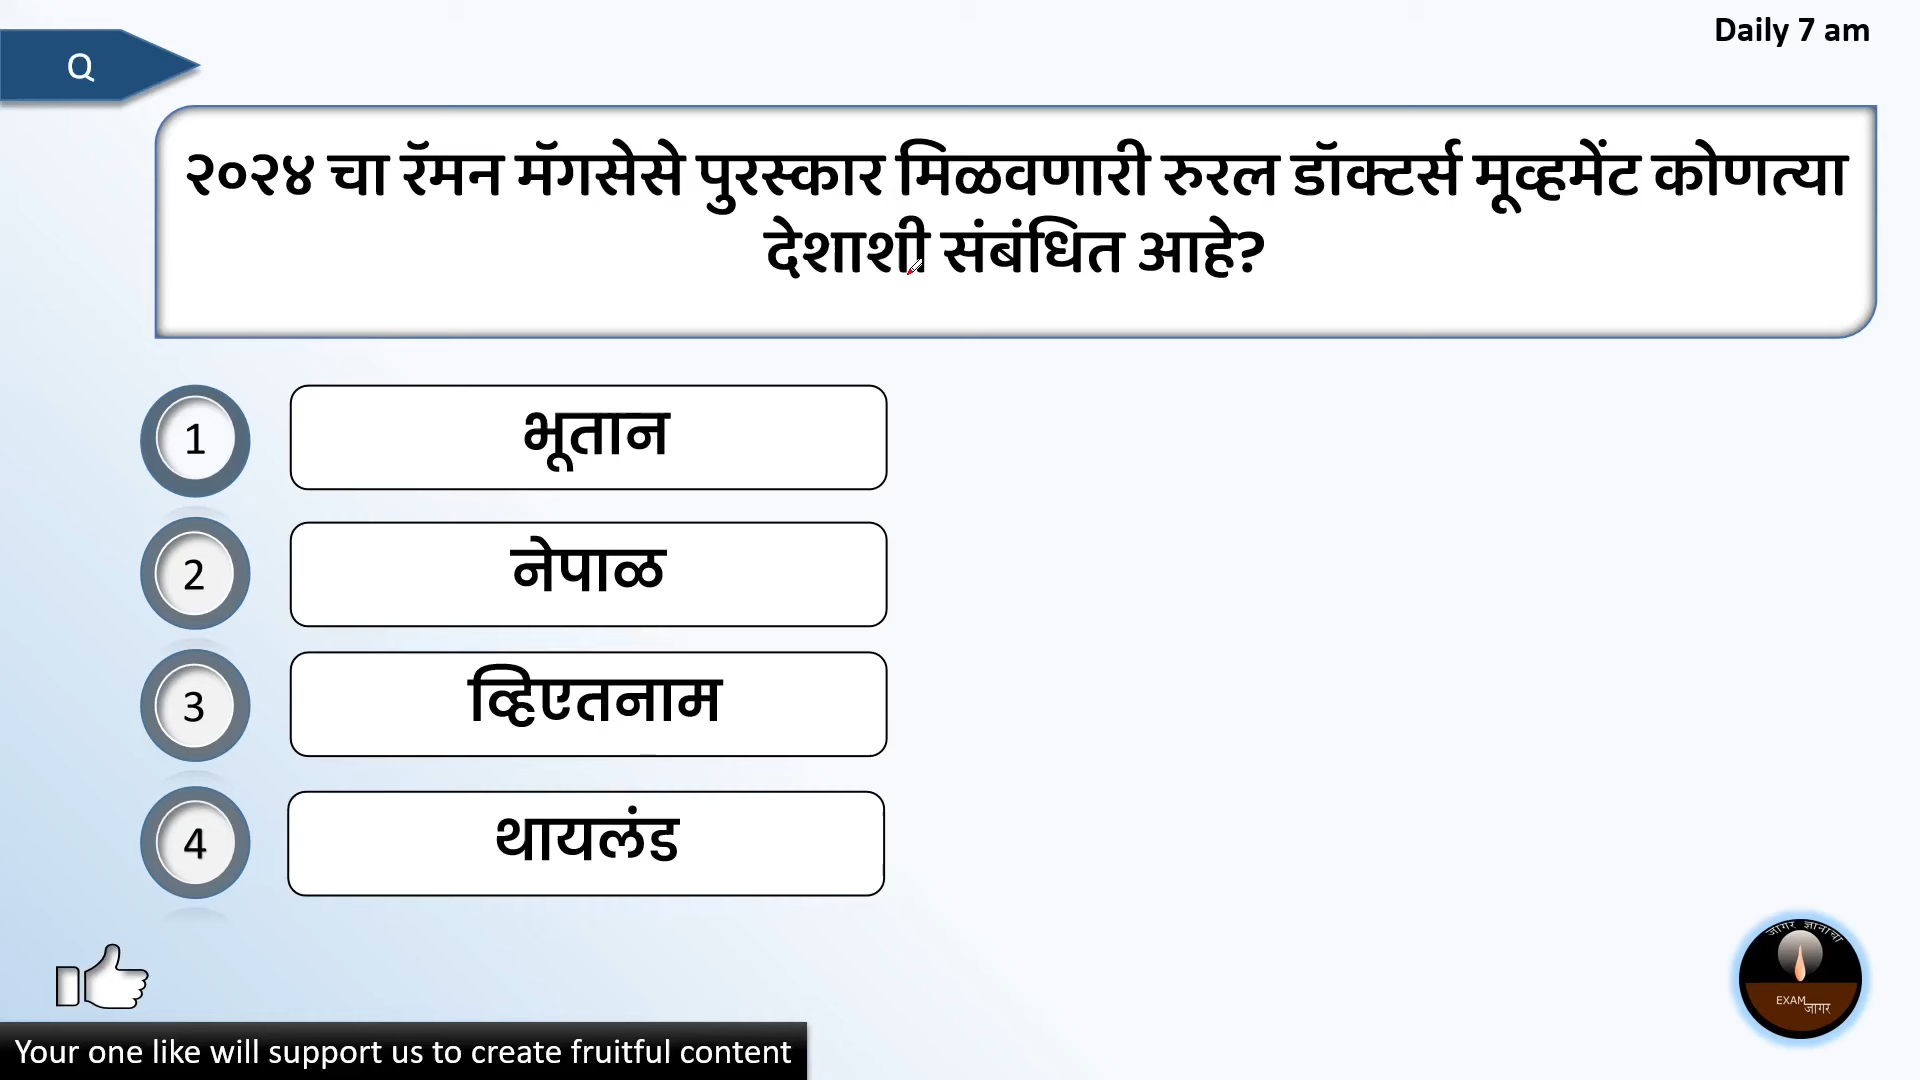 Daily 7 am
Q
२०२४ चा रॅमन मॅगसेसे पुरस्कार मिळवणारी रुरल डॉक्टर्स मूव्हमेंट कोणत्या
देशाशी संबंधित आहे?
1
भूतान
2
नेपाळ
3
व्हिएतनाम
4
थायलंड
जागर ज्ञानाचा
EXAM
जागर
Your one like will support us to create fruitful content